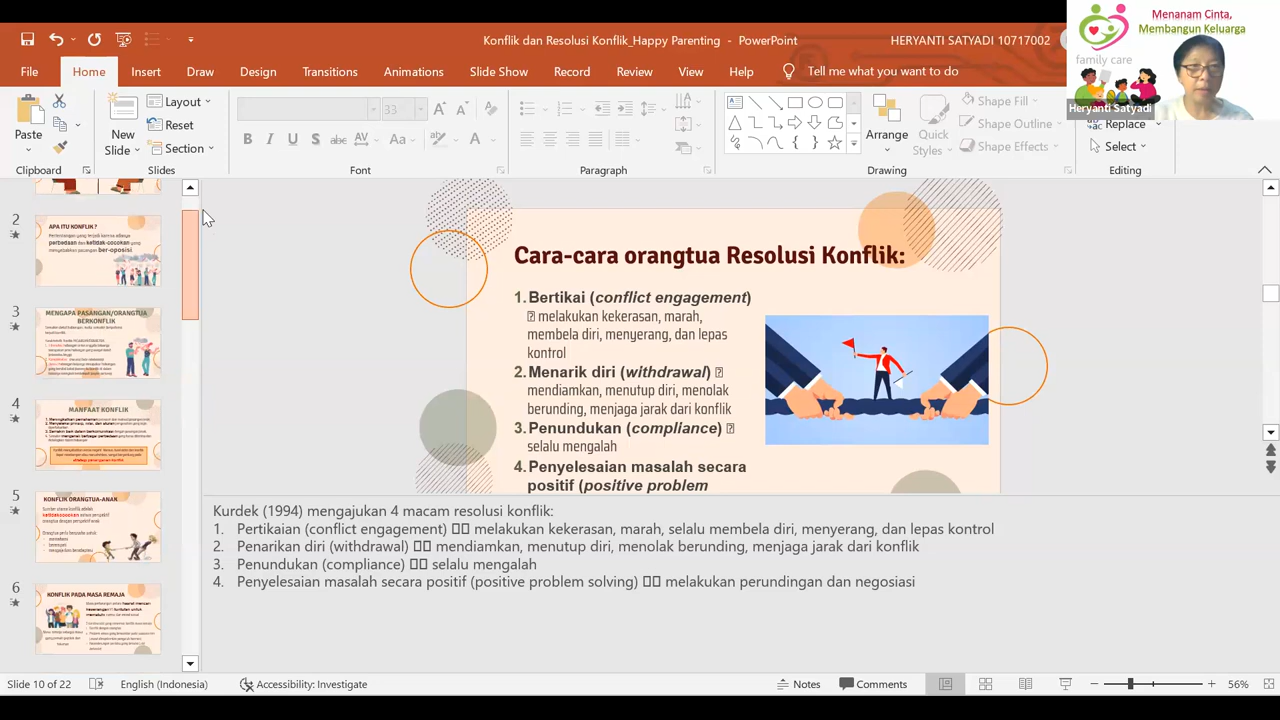 Konflik dan Resolusi Konflik_Happy Parenting - PowerPoint
HERYANTI SATYADI 10717002
Menanam Cinta,
Membangun Keluarga
family care
Heryanti Satyadi
File Home Insert Draw Design Transitions Animations Slide Show Record Review View Help Tell me what you want to do
Paste
Clipboard
New
Slide
Layout
Reset
Section
Slides
33
Font
Paragraph
Arrange
Quick
Styles
Shape Fill
Shape Outline
Shape Effects
Drawing
Replace
Select
Editing
2
APA ITU KONFLIK ?
3
MENGAPA PASANGAN/ORANGTUA
BERKONFLIK
4
MANFAAT KONFLIK
5
KONFLIK ORANGTUA-ANAK
6
KONFLIK PADA MASA REMAJA
Cara-cara orangtua Resolusi Konflik:
1. Bertikai (conflict engagement)
melakukan kekerasan, marah,
membela diri, menyerang, dan lepas
kontrol
2. Menarik diri (withdrawal)
mendiamkan, menutup diri, menolak
berunding, menjaga jarak dari konflik
3. Penundukan (compliance)
selalu mengalah
4. Penyelesaian masalah secara
positif (positive problem
Kurdek (1994) mengajukan 4 macam resolusi konflik:
1. Pertikaian (conflict engagement) melakukan kekerasan, marah, selalu membela diri, menyerang, dan lepas kontrol
2. Penarikan diri (withdrawal) mendiamkan, menutup diri, menolak berunding, menjaga jarak dari konflik
3. Penundukan (compliance) selalu mengalah
4. Penyelesaian masalah secara positif (positive problem solving) melakukan perundingan dan negosiasi
Slide 10 of 22 English (Indonesia) Accessibility: Investigate Notes Comments 56%